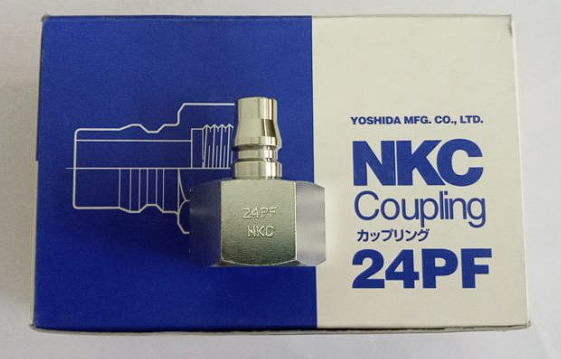 YOSHIDA MFG. CO., LTD.
NKC
Coupling
カップリング
24PF
24PF
NKC